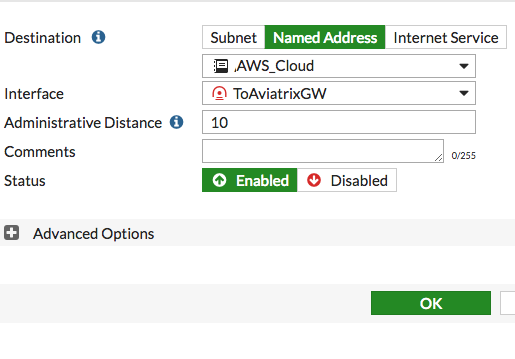 Destination Subnet Named Address Internet Service
,AWS_Cloud
Interface ToAviatrixGW
Administrative Distance 10
Comments 0/255
Status Enabled Disabled
Advanced Options
OK